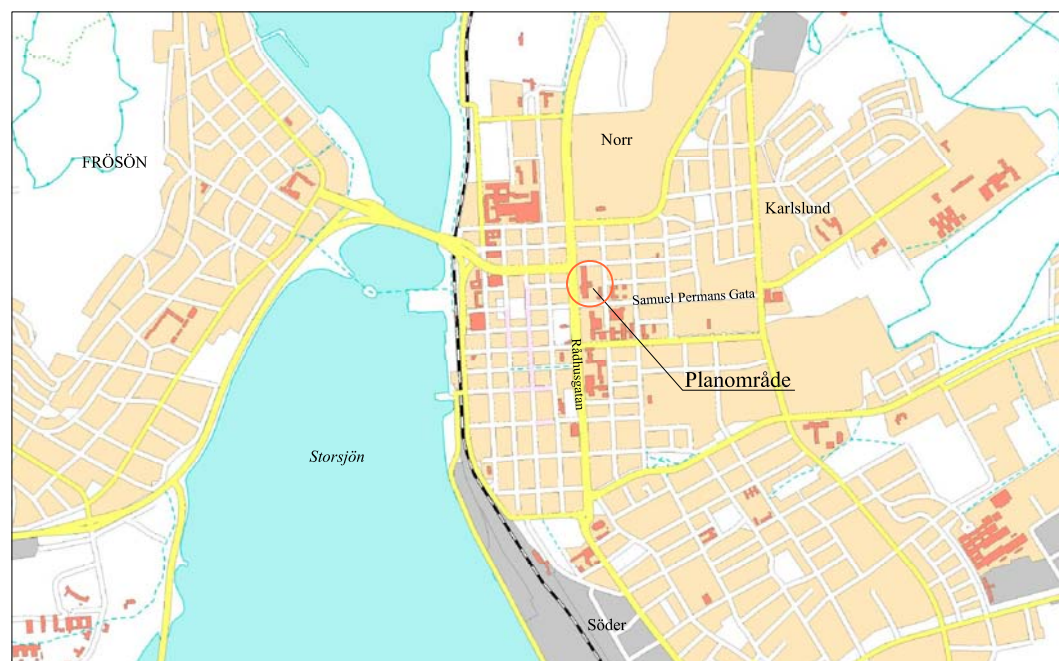 Norr
FRÖSÖN
Karlslund
Samuel Permans Gata
Rådhusgatan
Planområde
Storsjön
Söder